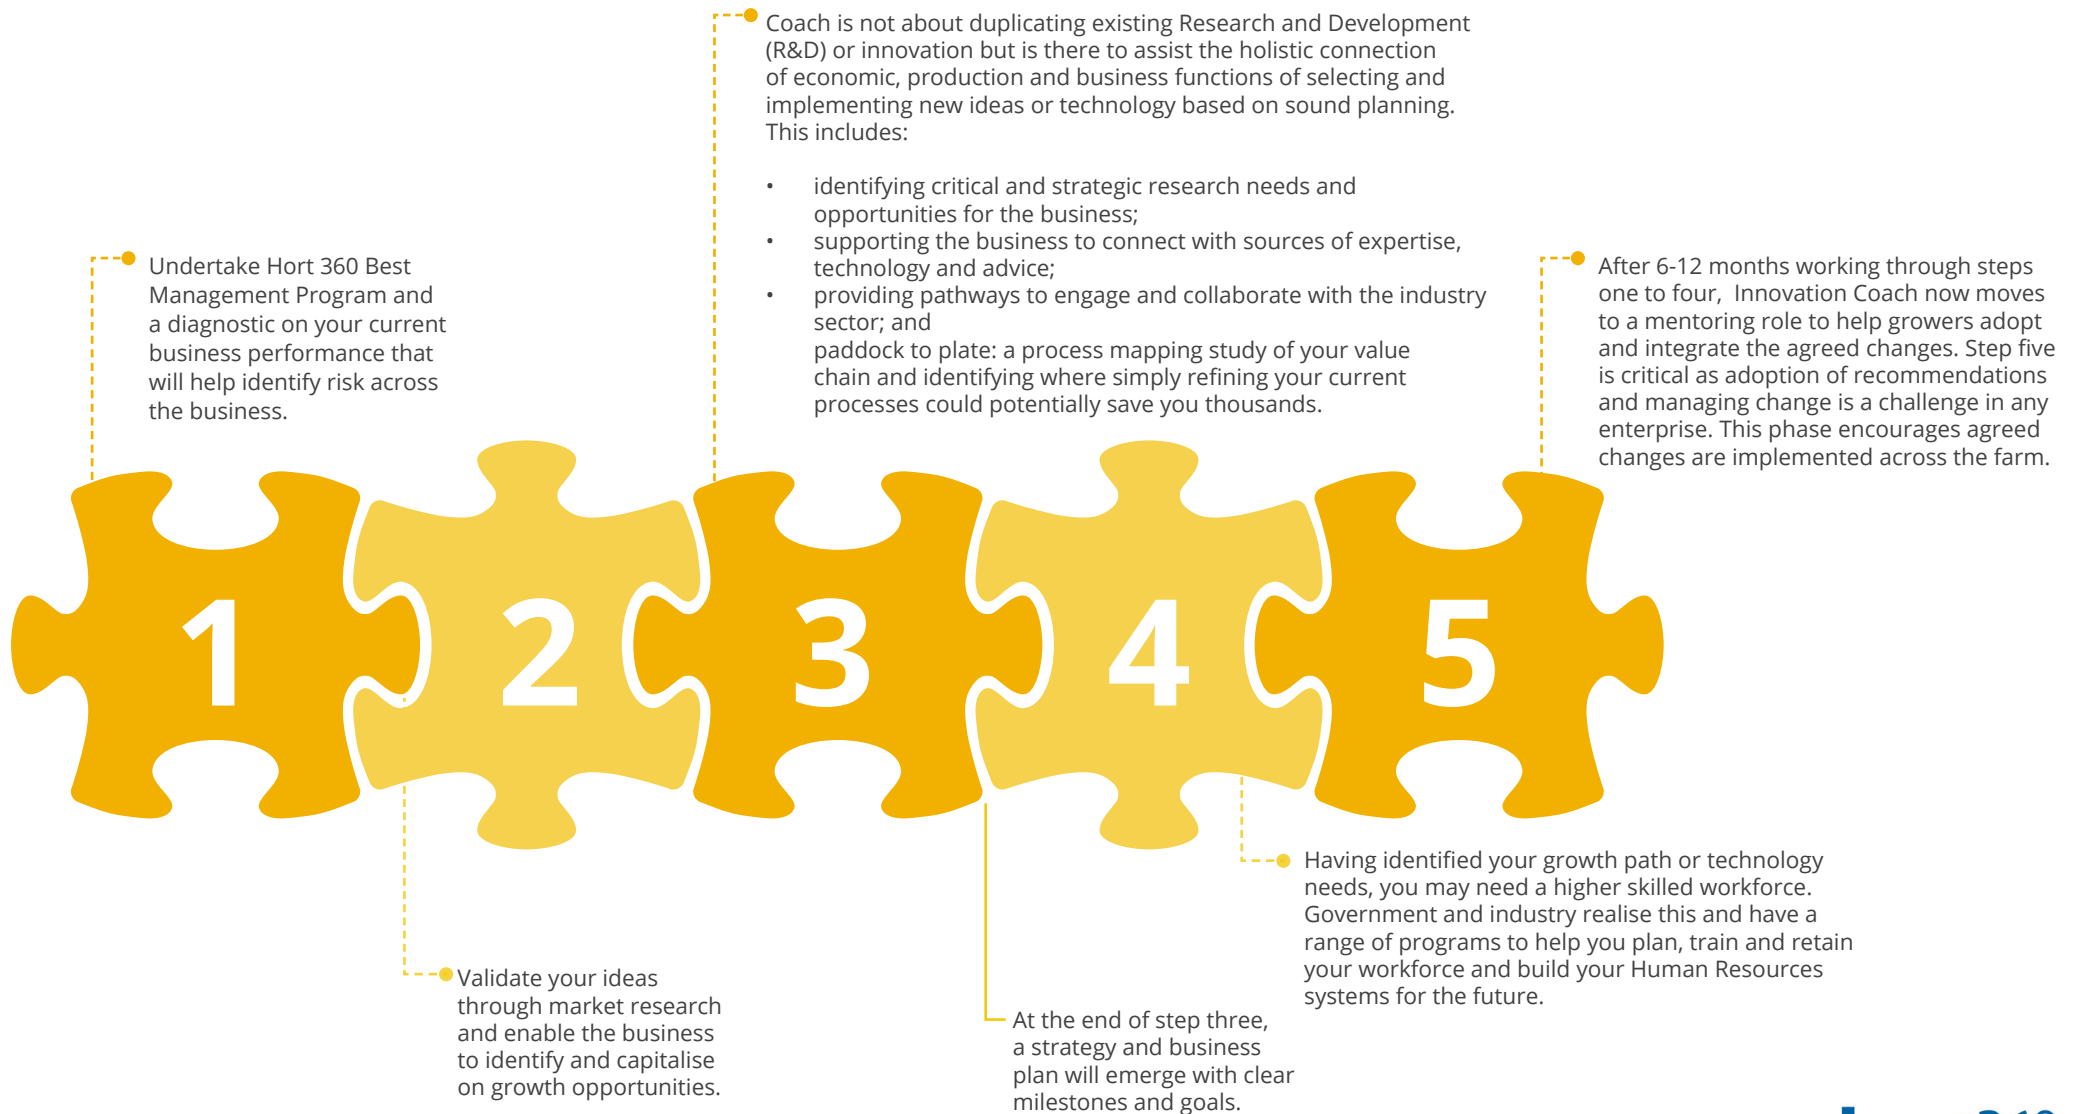 Coach is not about duplicating existing Research and Development
(R&D) or innovation but is there to assist the holistic connection
of economic, production and business functions of selecting and
implementing new ideas or technology based on sound planning.
This includes:
• identifying critical and strategic research needs and
opportunities for the business;
• supporting the business to connect with sources of expertise,
technology and advice;
• providing pathways to engage and collaborate with the industry
sector; and
paddock to plate: a process mapping study of your value
chain and identifying where simply refining your current
processes could potentially save you thousands.
Undertake Hort 360 Best
Management Program and
a diagnostic on your current
business performance that
will help identify risk across
the business.
After 6-12 months working through steps
one to four,  Innovation Coach now moves
to a mentoring role to help growers adopt
and integrate the agreed changes. Step five
is critical as adoption of recommendations
and managing change is a challenge in any
enterprise. This phase encourages agreed
changes are implemented across the farm.
1 2 3 4 5
Validate your ideas
through market research
and enable the business
to identify and capitalise
on growth opportunities.
At the end of step three,
a strategy and business
plan will emerge with clear
milestones and goals.
Having identified your growth path or technology
needs, you may need a higher skilled workforce.
Government and industry realise this and have a
range of programs to help you plan, train and retain
your workforce and build your Human Resources
systems for the future.